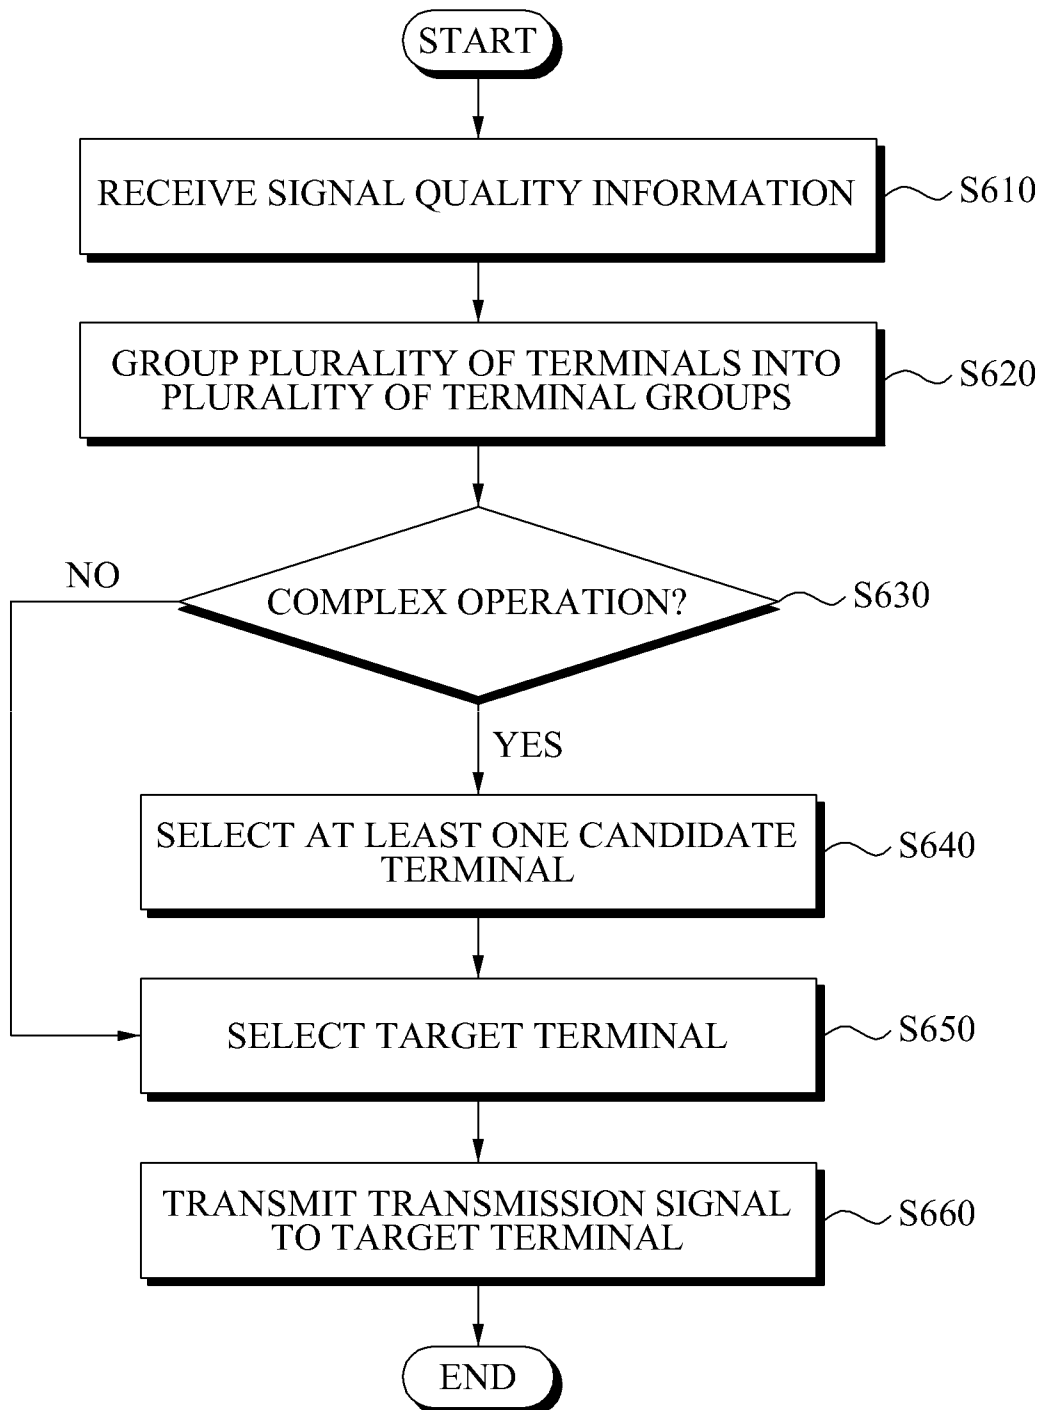 START
RECEIVE SIGNAL QUALITY INFORMATION
S610
GROUP PLURALITY OF TERMINALS INTO
PLURALITY OF TERMINAL GROUPS
S620
NO
COMPLEX OPERATION?
S630
YES
SELECT AT LEAST ONE CANDIDATE
TERMINAL
S640
SELECT TARGET TERMINAL
S650
TRANSMIT TRANSMISSION SIGNAL
TO TARGET TERMINAL
S660
END